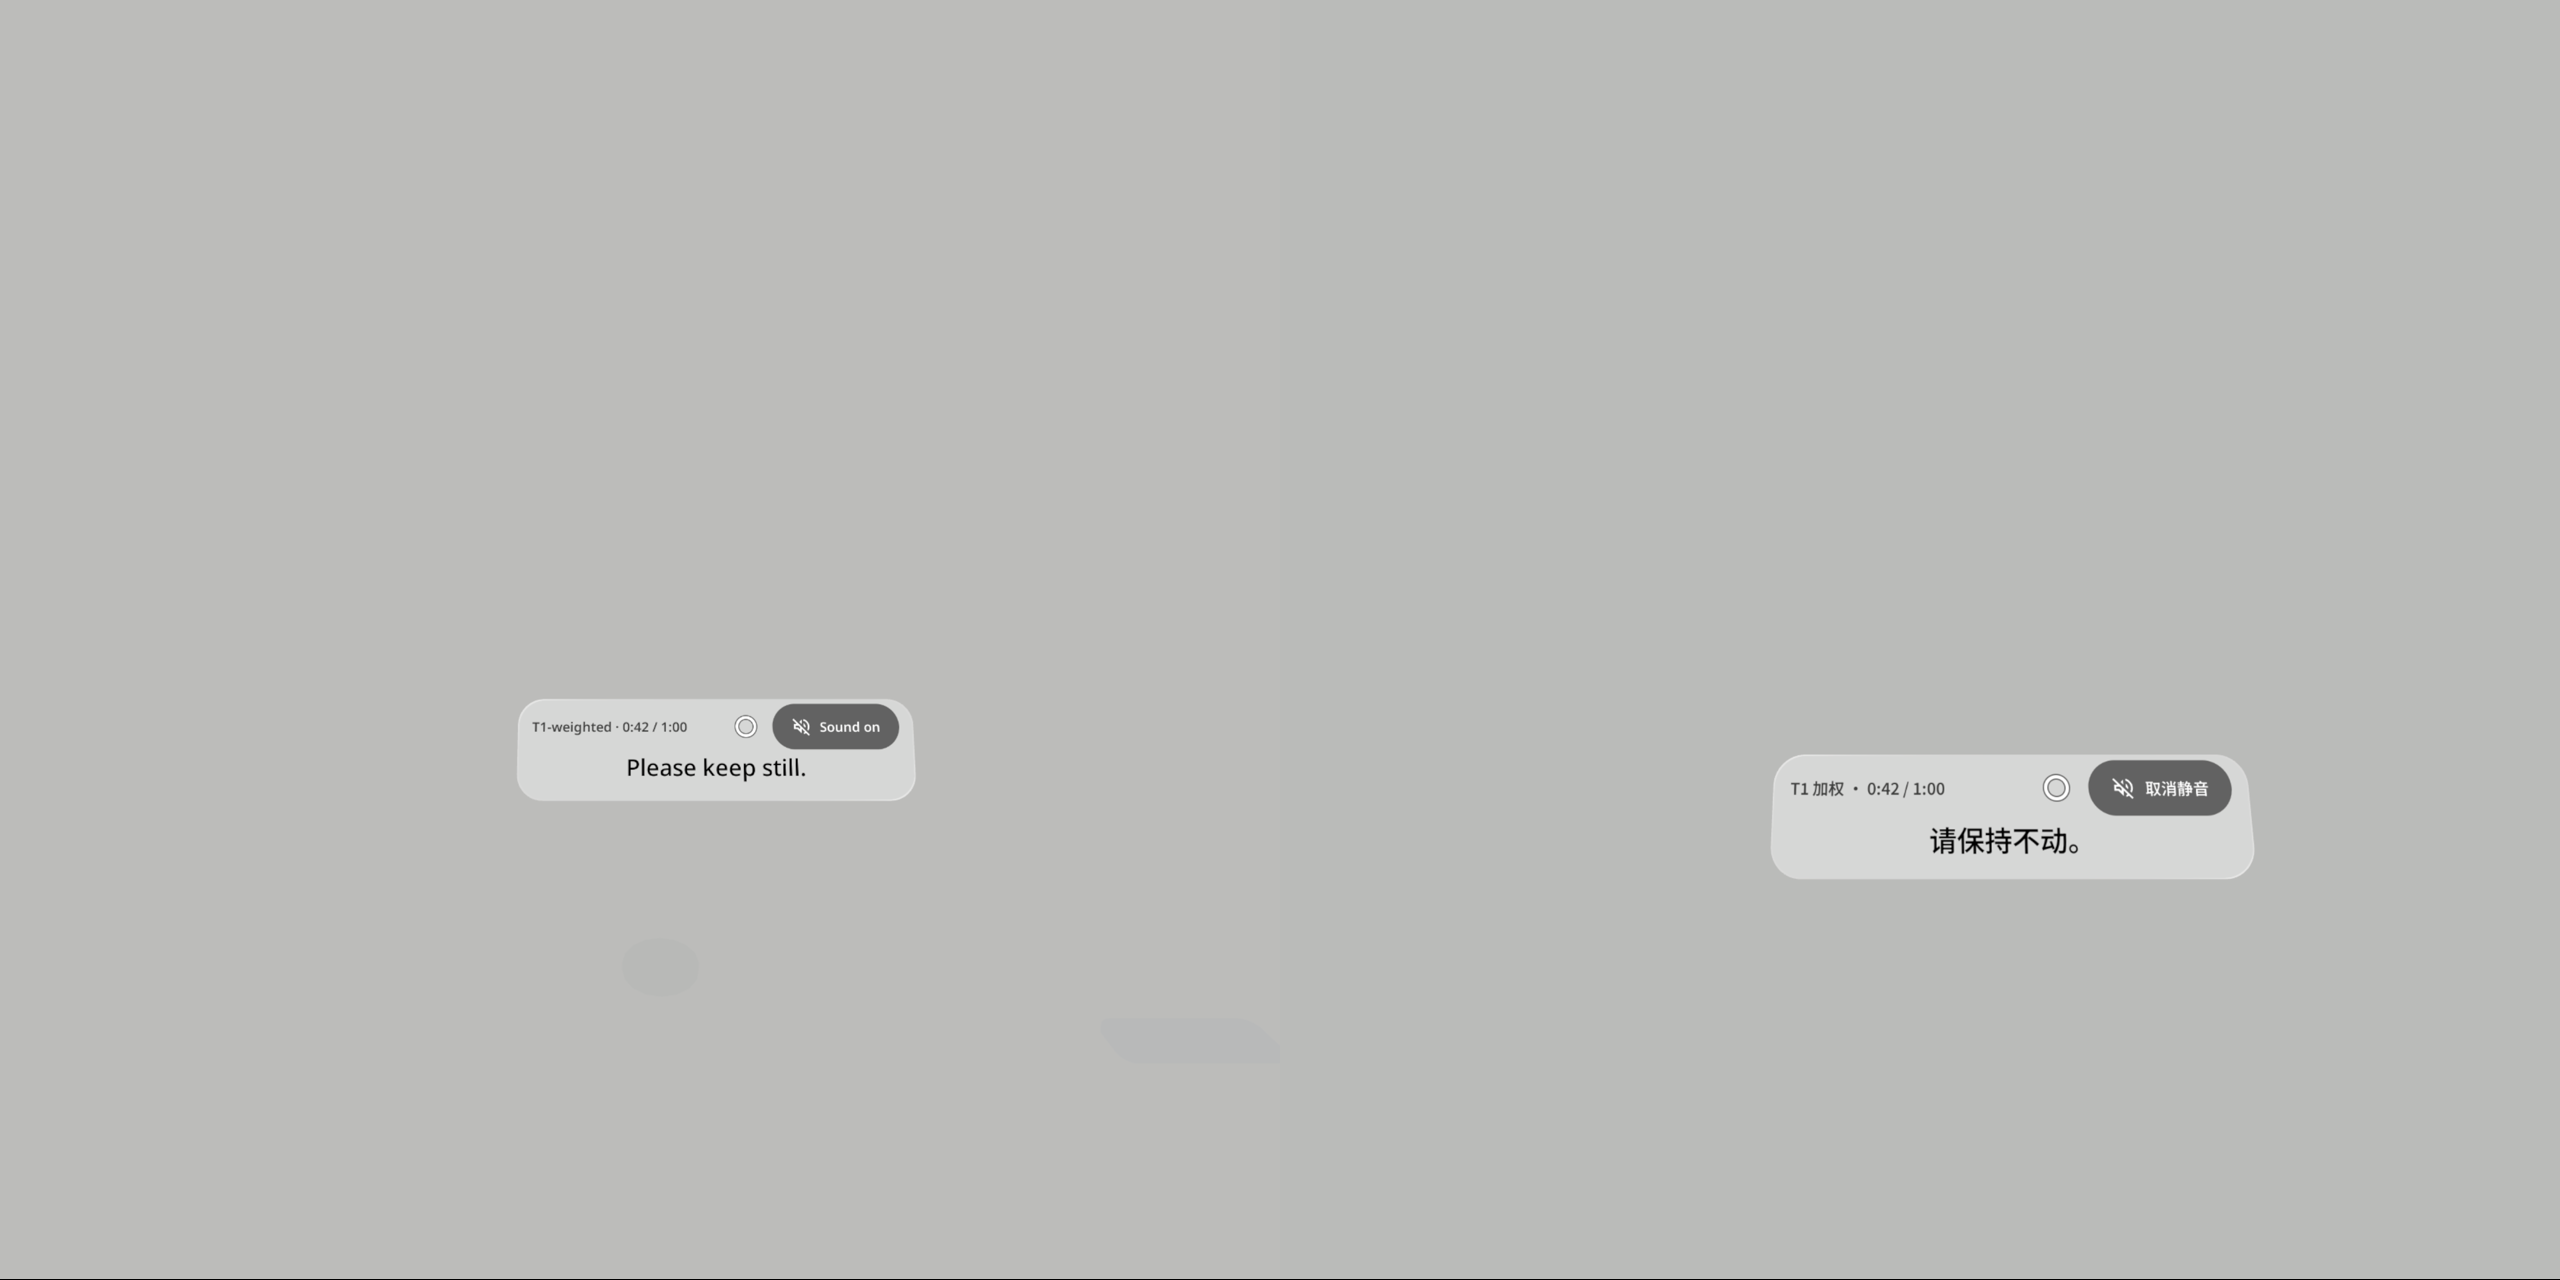 T1-weighted · 0:42 / 1:00
Sound on
Please keep still.
T1 加权 · 0:42 / 1:00
取消静音
请保持不动。